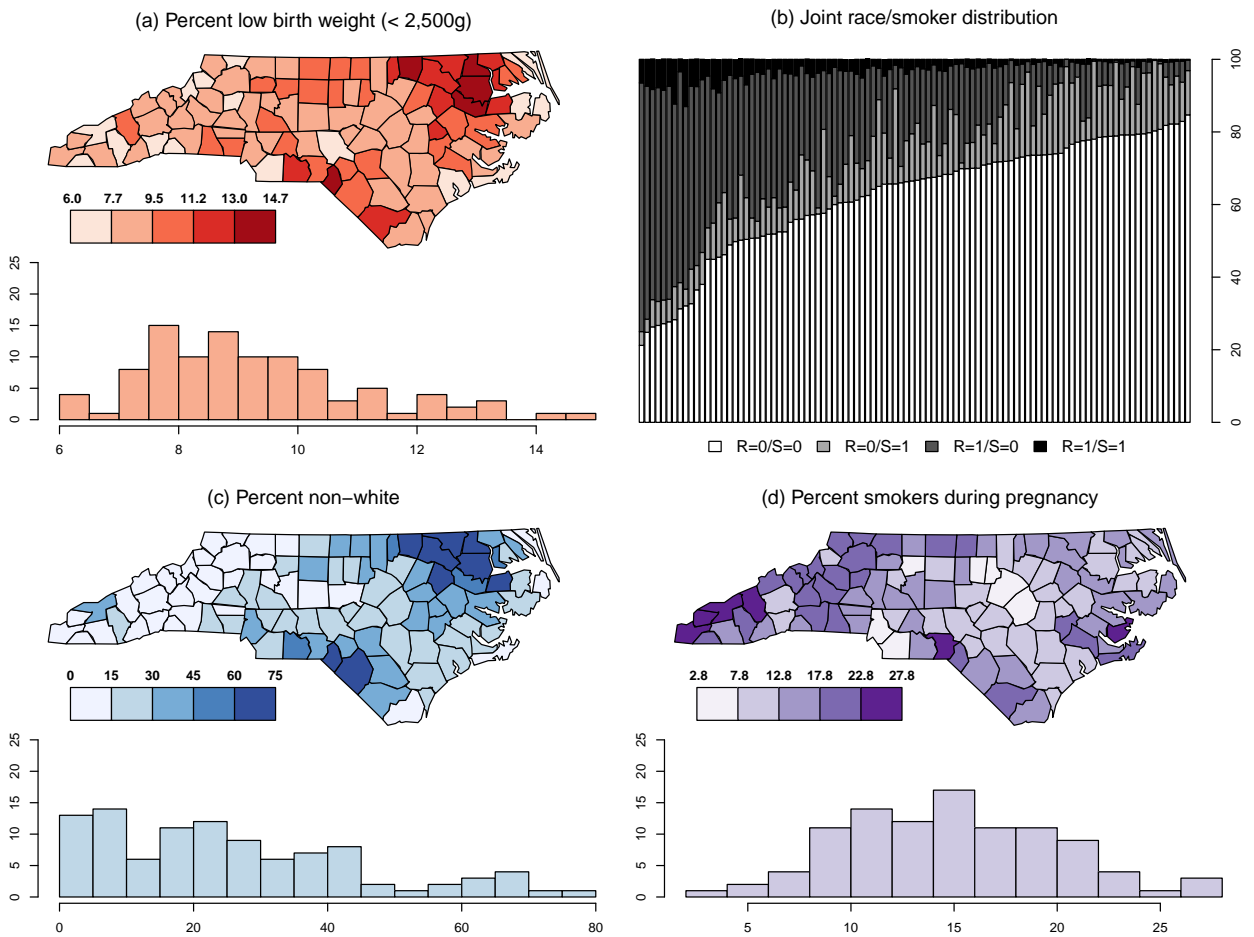 (a) Percent low birth weight (< 2,500g)
6.0 7.7 9.5 11.2 13.0 14.7
25
20
15
10
5
0
6 8 10 12 14
(b) Joint race/smoker distribution
100
80
60
40
20
0
R=0/S=0 R=0/S=1 R=1/S=0 R=1/S=1
(c) Percent non−white
0 15 30 45 60 75
25
20
15
10
5
0
0 20 40 60 80
(d) Percent smokers during pregnancy
2.8 7.8 12.8 17.8 22.8 27.8
25
20
15
10
5
0
5 10 15 20 25